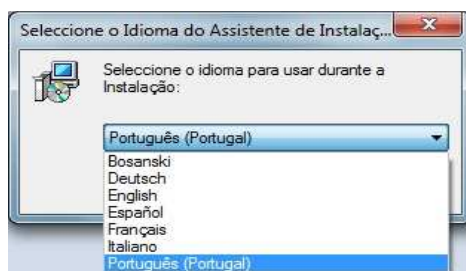 Seleccione o Idioma do Assistente de Instalaç...
Seleccione o idioma para usar durante a
Instalação:
Português (Portugal)
Bosanski
Deutsch
English
Español
Français
Italiano
Português (Portugal)